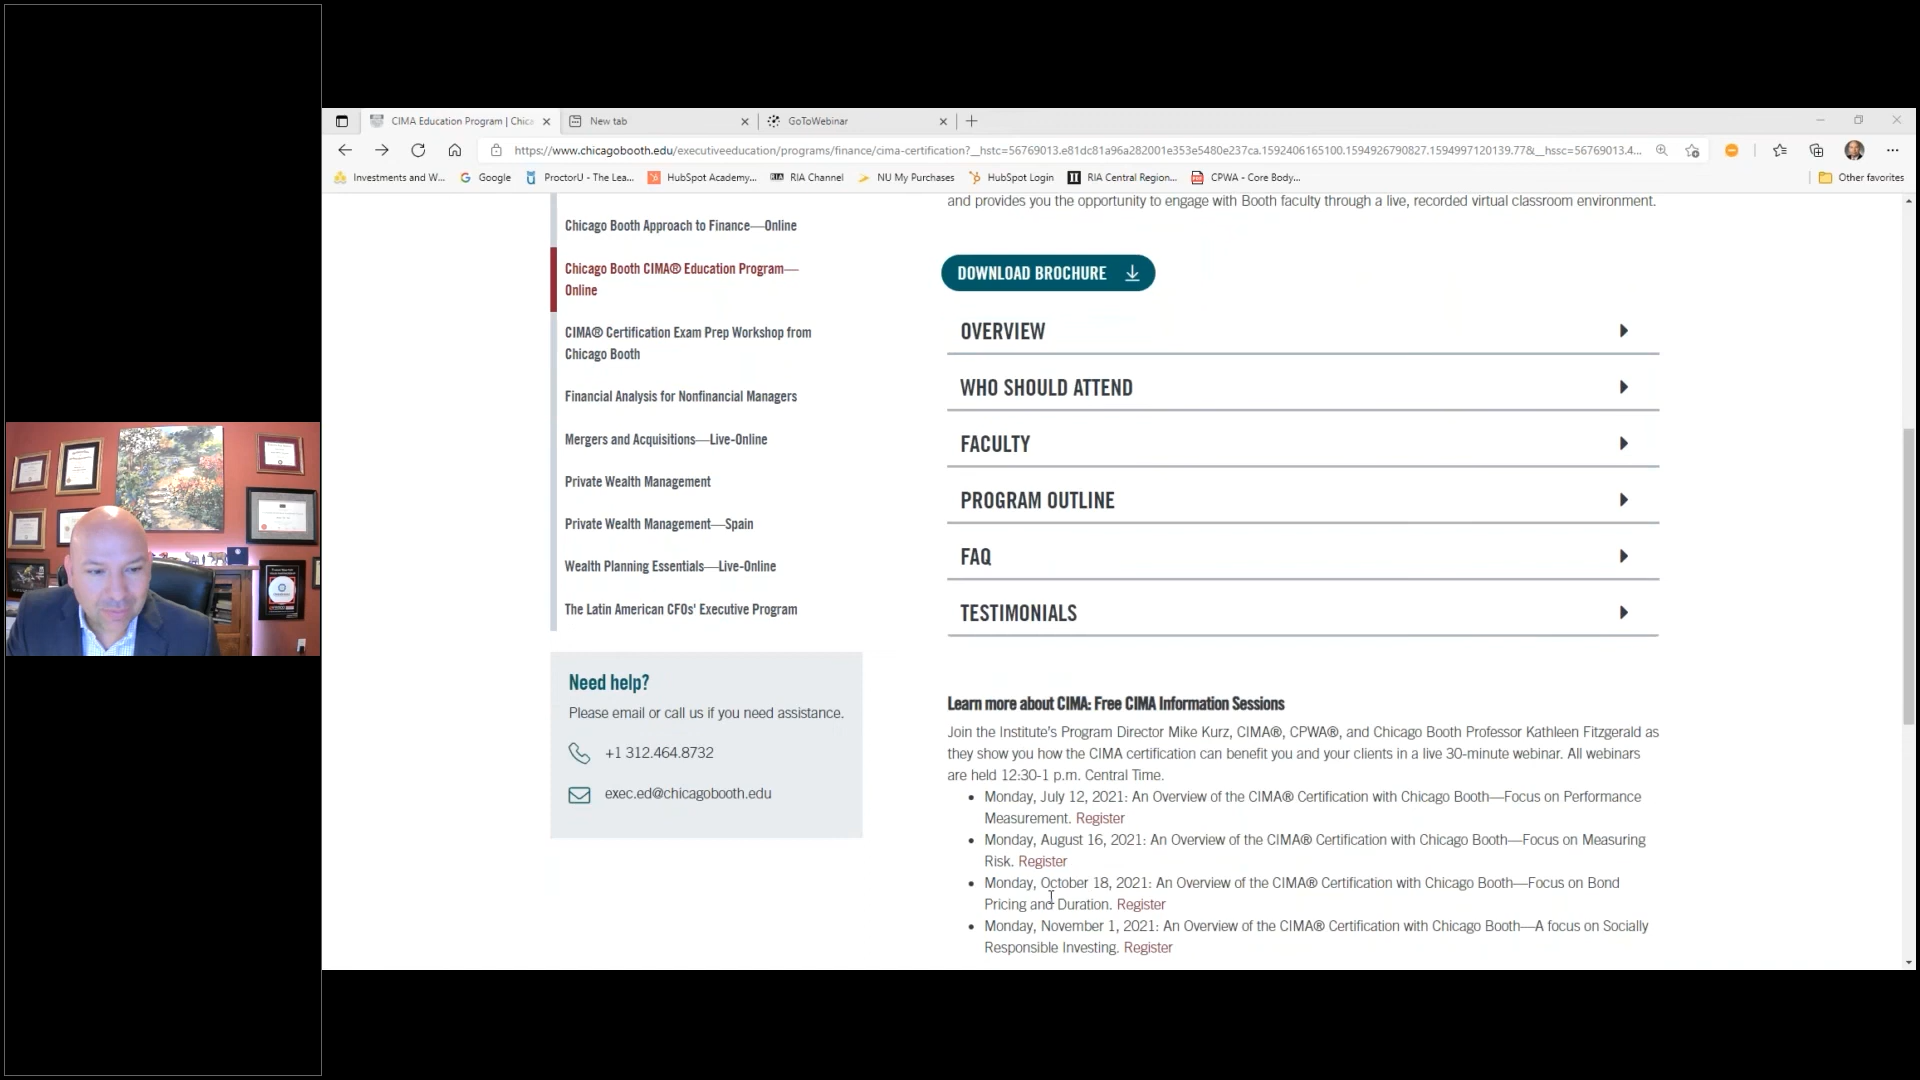 CIMA Education Program | Chica
New tab
GoToWebinar
https://www.chicagobooth.edu/executiveeducation/programs/finance/cima-certification?__hstc=56769013.e81dc81a96a282001e353e5480e237ca.1592406165100.1594926790827.1594997120139.77&__hssc=56769013.4...
Investments and W...
Google
ProctorU - The Lea...
HubSpot Academy...
RIA Channel
NU My Purchases
HubSpot Login
RIA Central Region...
CPWA - Core Body...
Other favorites
Chicago Booth Approach to Finance—Online
Chicago Booth CIMA® Education Program—
Online
CIMA® Certification Exam Prep Workshop from
Chicago Booth
Financial Analysis for Nonfinancial Managers
Mergers and Acquisitions—Live-Online
Private Wealth Management
Private Wealth Management—Spain
Wealth Planning Essentials—Live-Online
The Latin American CFOs' Executive Program
Need help?
Please email or call us if you need assistance.
+1 312.464.8732
exec.ed@chicagobooth.edu
and provides you the opportunity to engage with Booth faculty through a live, recorded virtual classroom environment.
DOWNLOAD BROCHURE
OVERVIEW
WHO SHOULD ATTEND
FACULTY
PROGRAM OUTLINE
FAQ
TESTIMONIALS
Learn more about CIMA: Free CIMA Information Sessions
Join the Institute's Program Director Mike Kurz, CIMA®, CPWA®, and Chicago Booth Professor Kathleen Fitzgerald as
they show you how the CIMA certification can benefit you and your clients in a live 30-minute webinar. All webinars
are held 12:30-1 p.m. Central Time.
• Monday, July 12, 2021: An Overview of the CIMA® Certification with Chicago Booth—Focus on Performance
Measurement. Register
• Monday, August 16, 2021: An Overview of the CIMA® Certification with Chicago Booth—Focus on Measuring
Risk. Register
• Monday, October 18, 2021: An Overview of the CIMA® Certification with Chicago Booth—Focus on Bond
Pricing and Duration. Register
• Monday, November 1, 2021: An Overview of the CIMA® Certification with Chicago Booth—A focus on Socially
Responsible Investing. Register